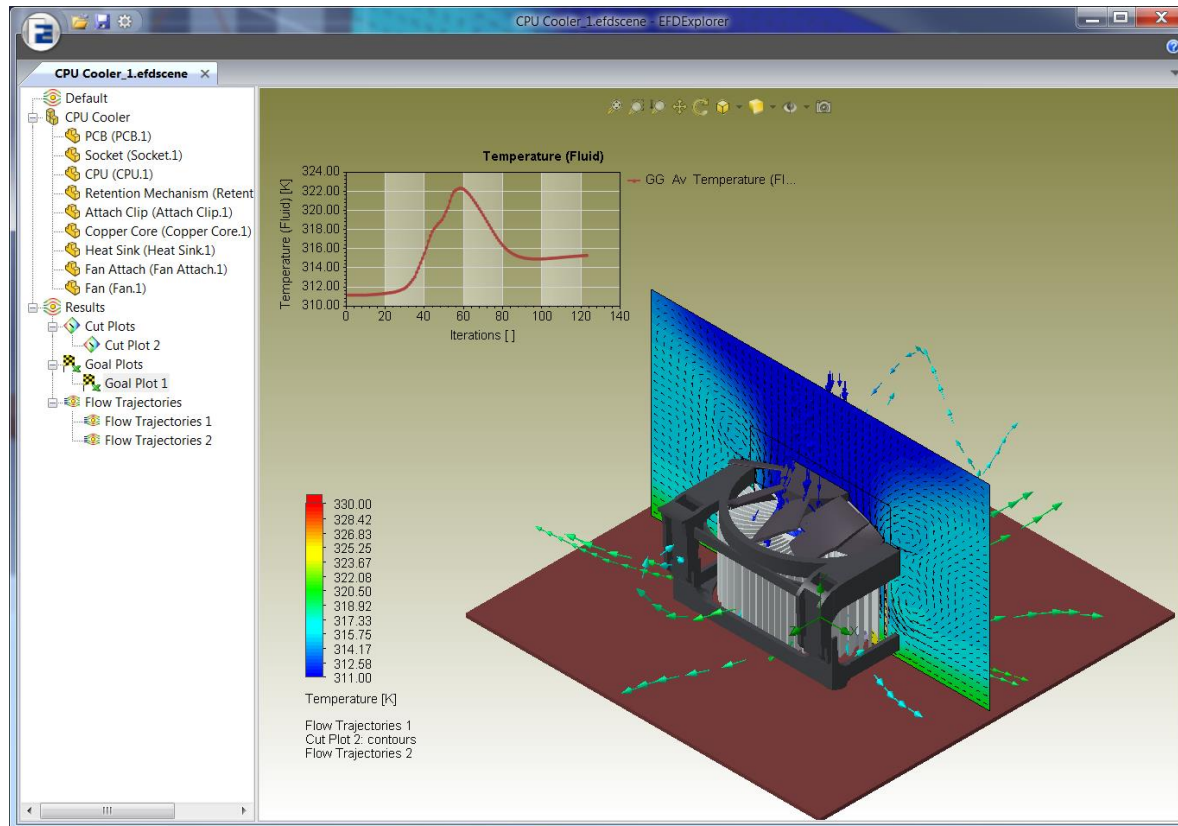 CPU Cooler_1.efdscene - EFDExplorer
CPU Cooler_1.efdscene
Default
CPU Cooler
PCB (PCB.1)
Socket (Socket.1)
CPU (CPU.1)
Retention Mechanism (Retent
Attach Clip (Attach Clip.1)
Copper Core (Copper Core.1)
Heat Sink (Heat Sink.1)
Fan Attach (Fan Attach.1)
Fan (Fan.1)
Results
Cut Plots
Cut Plot 2
Goal Plots
Goal Plot 1
Flow Trajectories
Flow Trajectories 1
Flow Trajectories 2
Temperature (Fluid)
GG Av Temperature (Fl...
Temperature (Fluid) [K]
324.00
322.00
320.00
318.00
316.00
314.00
312.00
310.00
0 20 40 60 80 100 120 140
Iterations [ ]
330.00
328.42
326.83
325.25
323.67
322.08
320.50
318.92
317.33
315.75
314.17
312.58
311.00
Temperature [K]
Flow Trajectories 1
Cut Plot 2: contours
Flow Trajectories 2